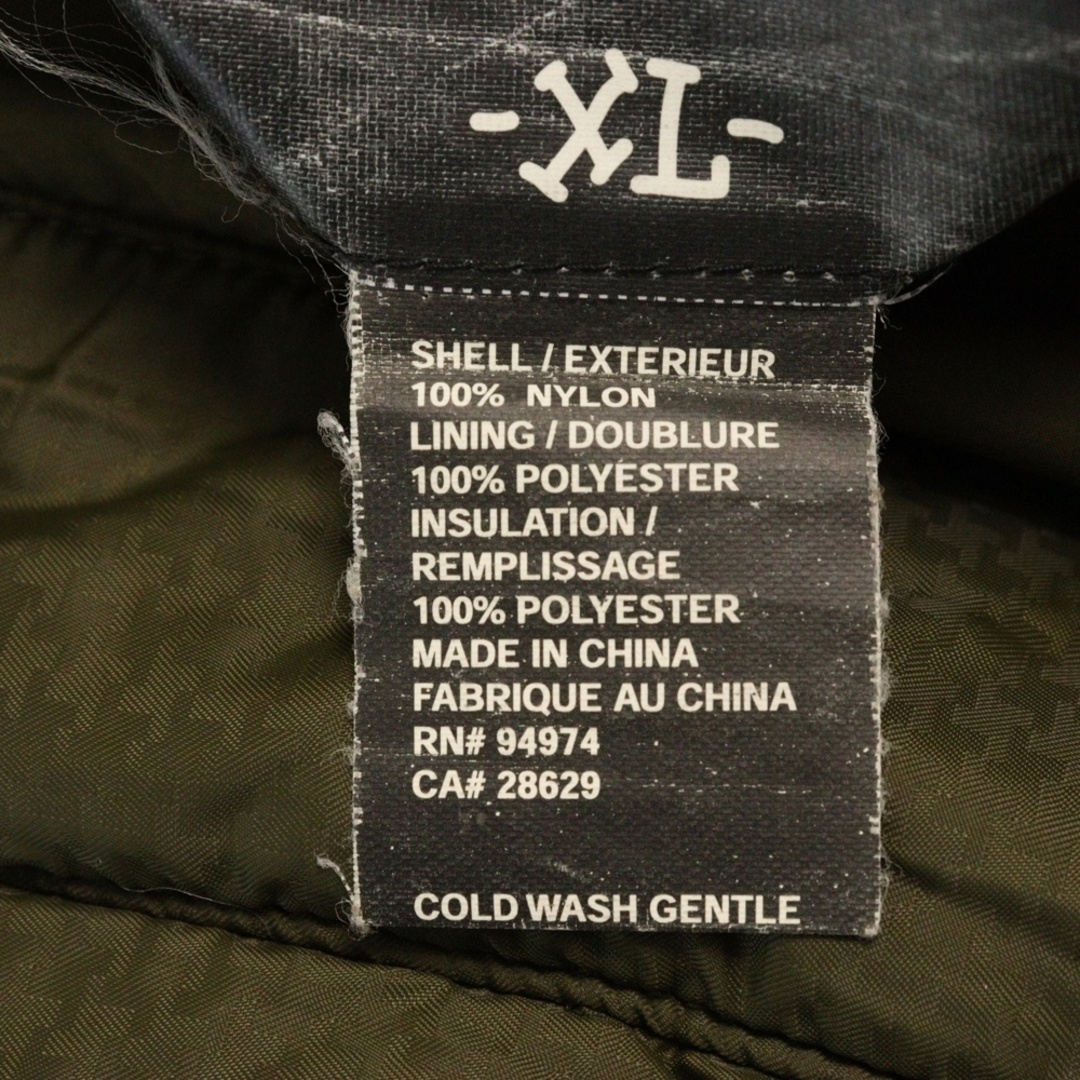 -XL-
SHELL / EXTERIEUR
100% NYLON
LINING / DOUBLURE
100% POLYESTER
INSULATION /
REMPLISSAGE
100% POLYESTER
MADE IN CHINA
FABRIQUE AU CHINA
RN# 94974
CA# 28629
COLD WASH GENTLE